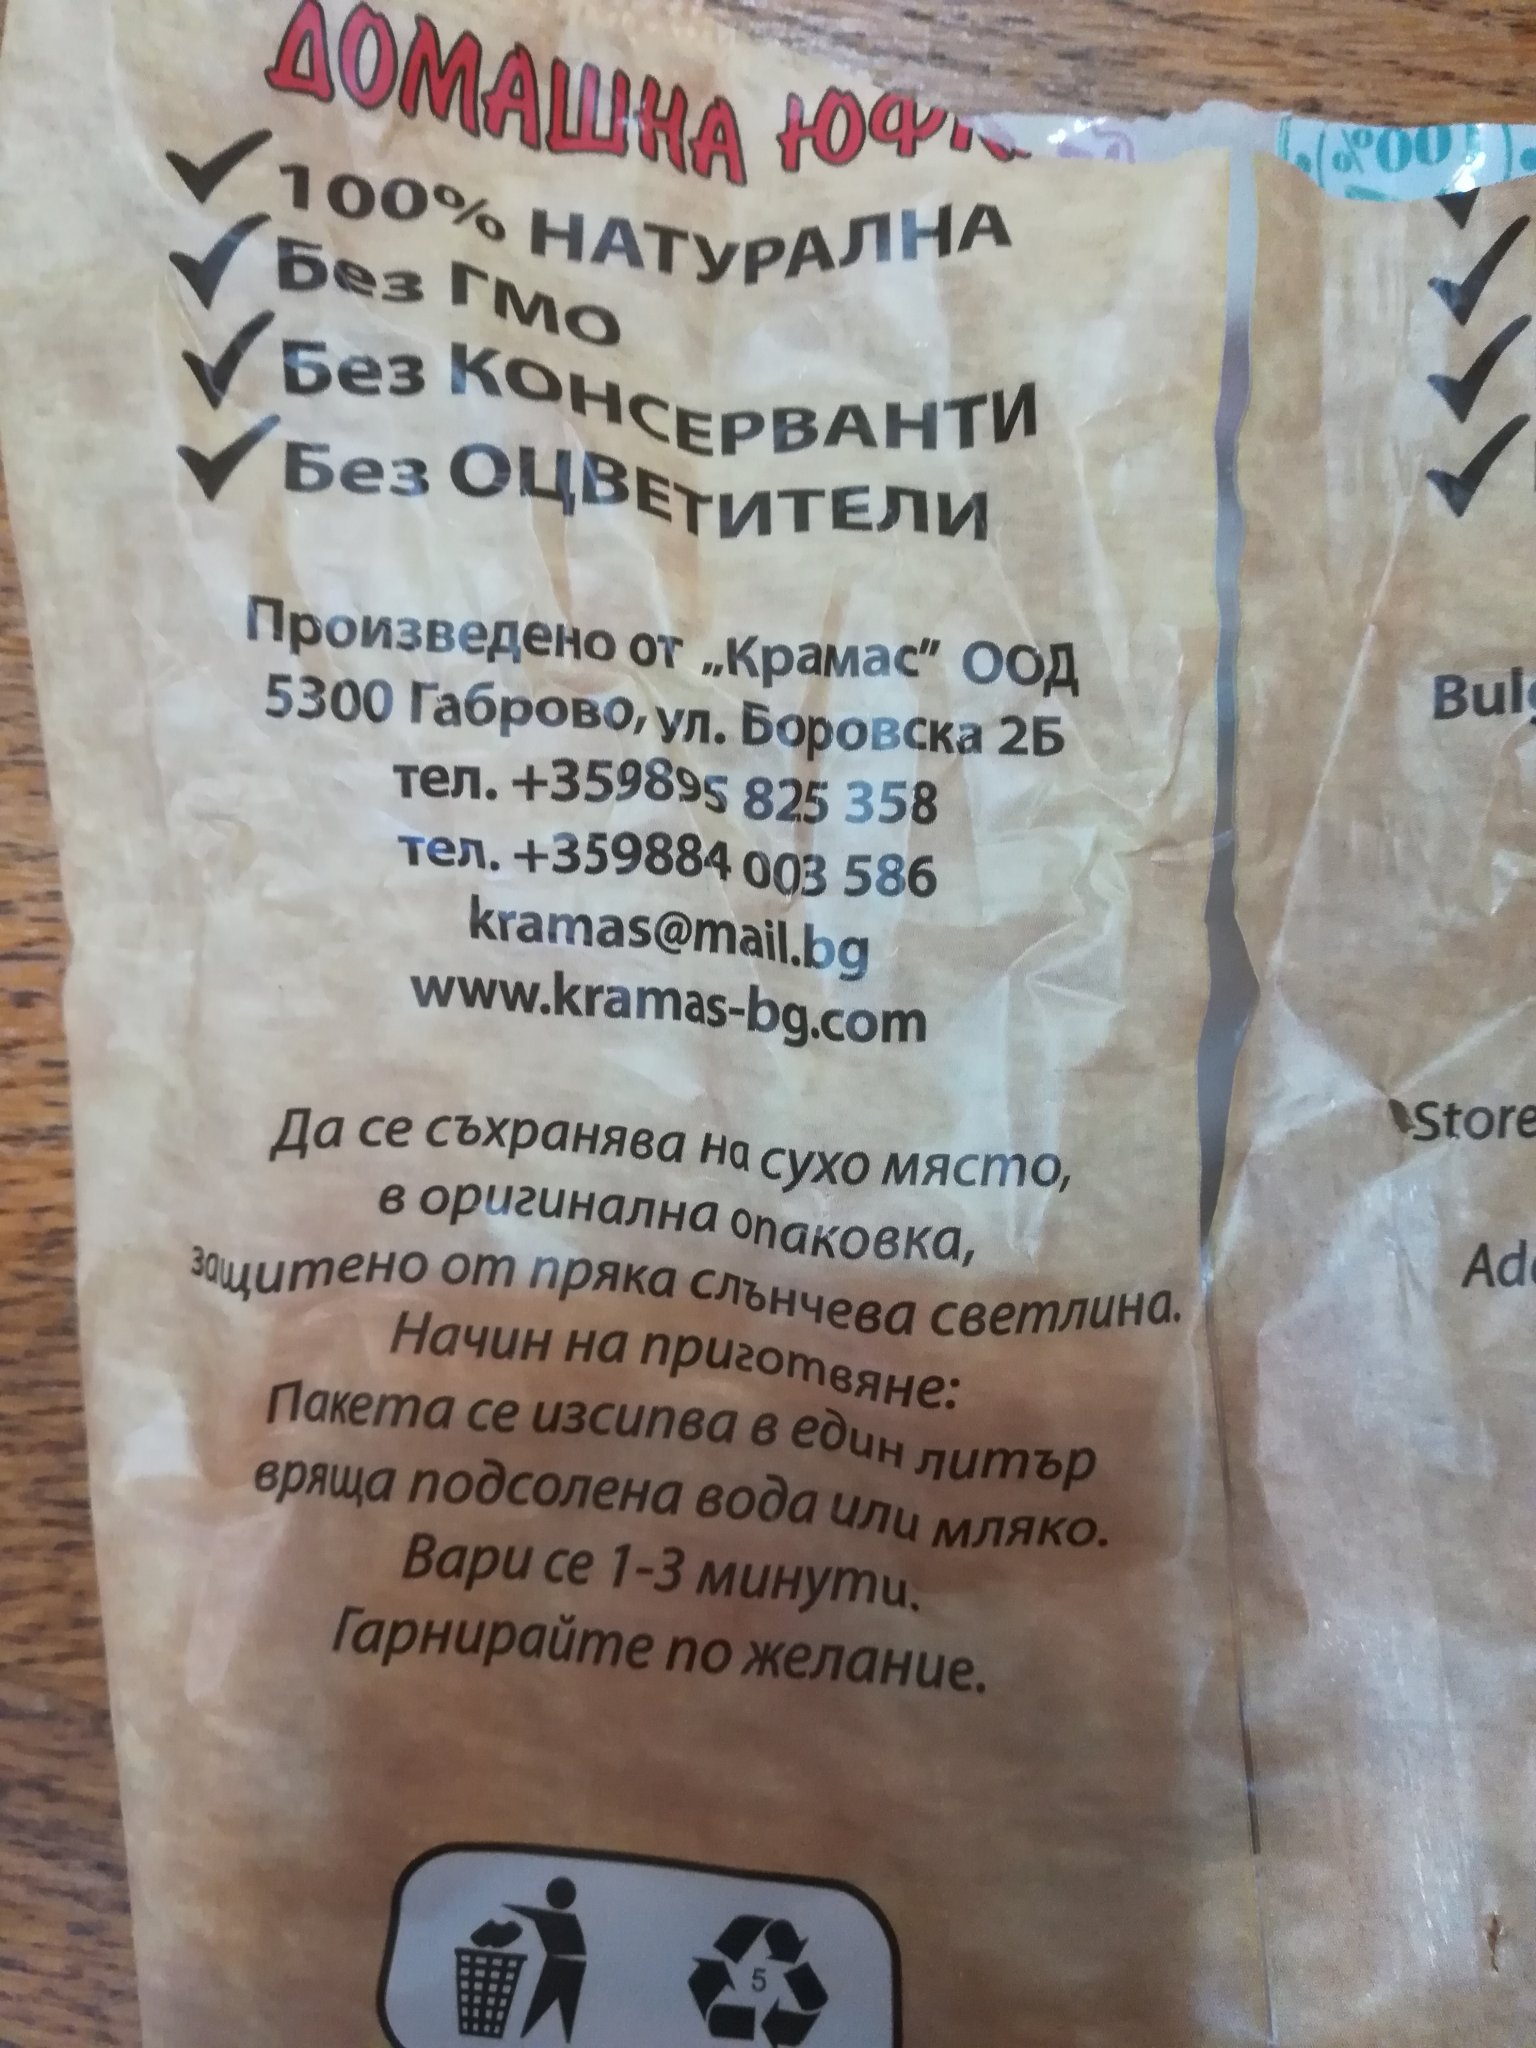 ДОМАШНА
100% НАТУРАЛНА
Без ГМО
Без КОНСЕРВАНТИ
Без ОЦВЕТИТЕЛИ
Произведено от „Крамас” ООД
5300 Габрово, ул. Боровска 2Б
тел. +359895 825 358
тел. +359884 003 586
kramas@mail.bg
www.kramas-bg.com
Да се съхранява на сухо място,
в оригинална опаковка,
защитено от пряка слънчева светлина.
Начин на приготвяне:
Пакета се изсипва в един литър
вряща подсолена вода или мляко.
Вари се 1-3 минути.
Гарнирайте по желание.
5
Store